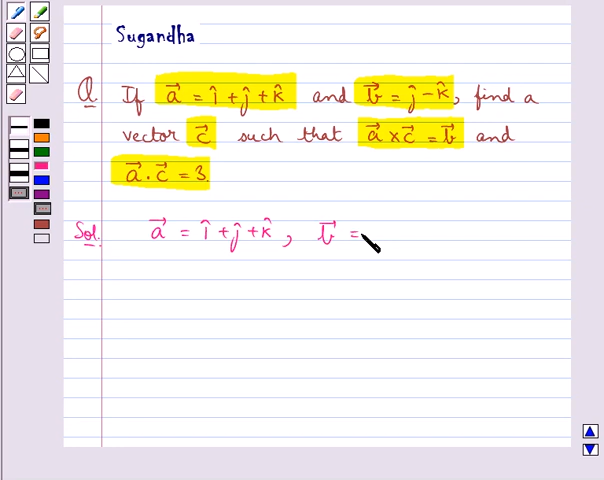 Sugandha
Q. If a⃗ = î + ĵ + k̂ and b⃗ = ĵ - k̂, find a
vector c⃗ such that a⃗ × c⃗ = b⃗ and
a⃗ . c⃗ = 3.
Sol. a⃗ = î + ĵ + k̂, b⃗ =